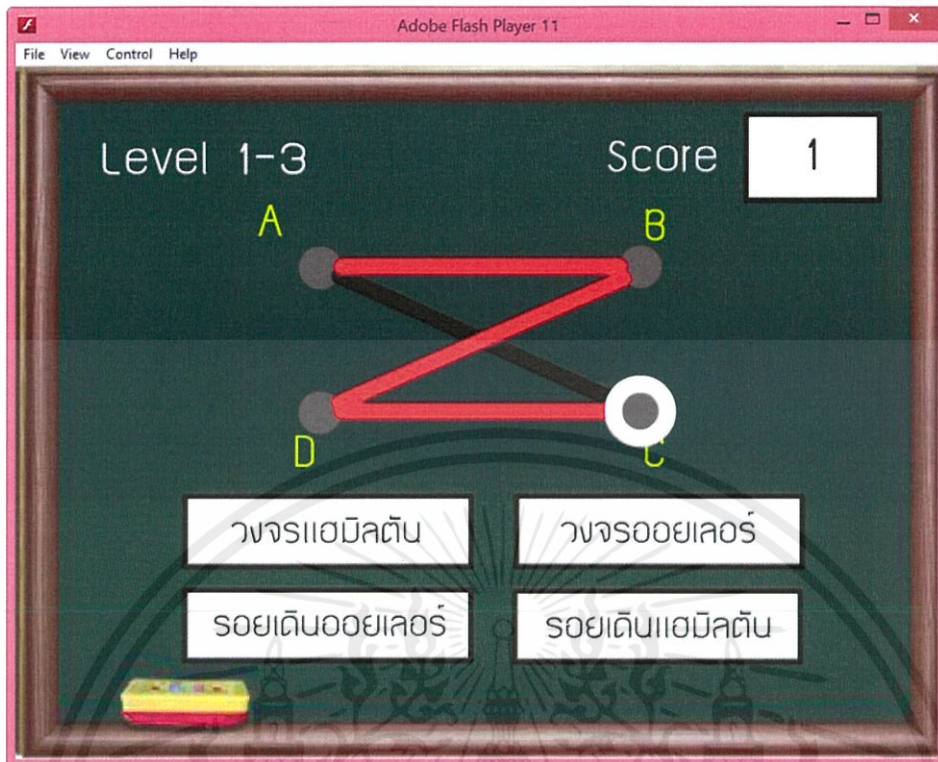 Adobe Flash Player 11
File View Control Help
Level 1-3
Score 1
A
B
D
C
วงจรแฮมิลตัน
วงจรออยเลอร์
รอยเดินออยเลอร์
รอยเดินแฮมิลตัน